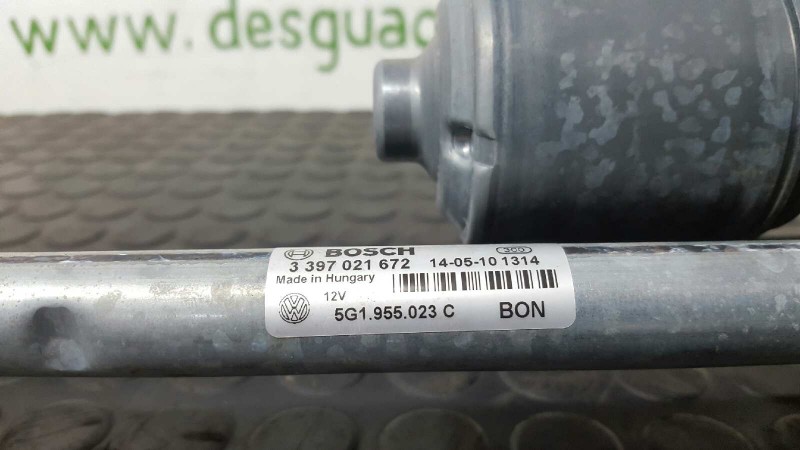 www.desguac
BOSCH 300
3 397 021 672 14-05-10 1314
Made in Hungary
12V
5G1.955.023 C BON